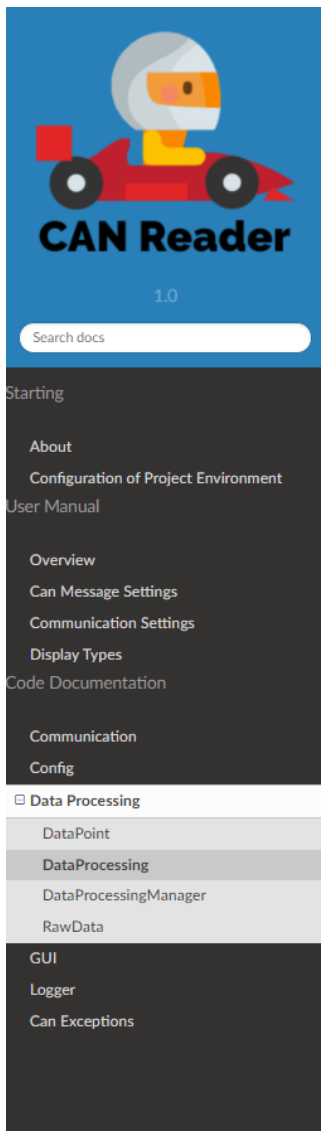 CAN Reader
1.0
Search docs
Starting
About
Configuration of Project Environment
User Manual
Overview
Can Message Settings
Communication Settings
Display Types
Code Documentation
Communication
Config
Data Processing
DataPoint
DataProcessing
DataProcessingManager
RawData
GUI
Logger
Can Exceptions